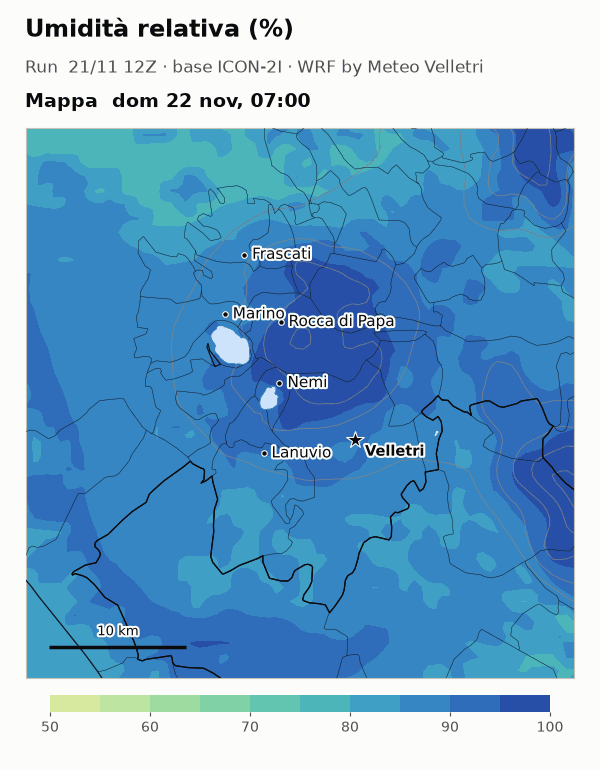 Umidità relativa (%)
Run  21/11 12Z · base ICON-2I · WRF by Meteo Velletri
Mappa  dom 22 nov, 07:00
Frascati
Marino
Rocca di Papa
Nemi
Velletri
Lanuvio
10 km
50 60 70 80 90 100